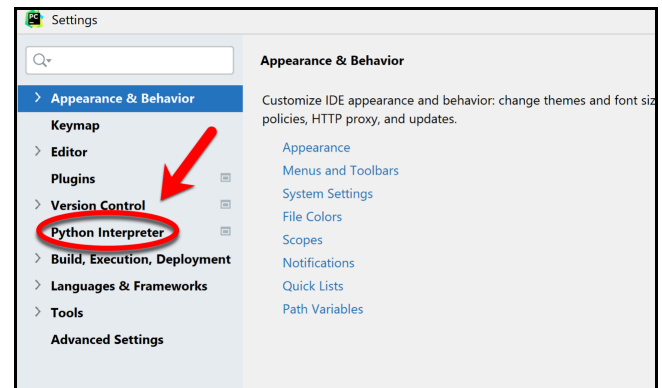 PC
Settings
Appearance & Behavior
Keymap
Editor
Plugins
Version Control
Python Interpreter
Build, Execution, Deployment
Languages & Frameworks
Tools
Advanced Settings
Appearance & Behavior
Customize IDE appearance and behavior: change themes and font siz
policies, HTTP proxy, and updates.
Appearance
Menus and Toolbars
System Settings
File Colors
Scopes
Notifications
Quick Lists
Path Variables